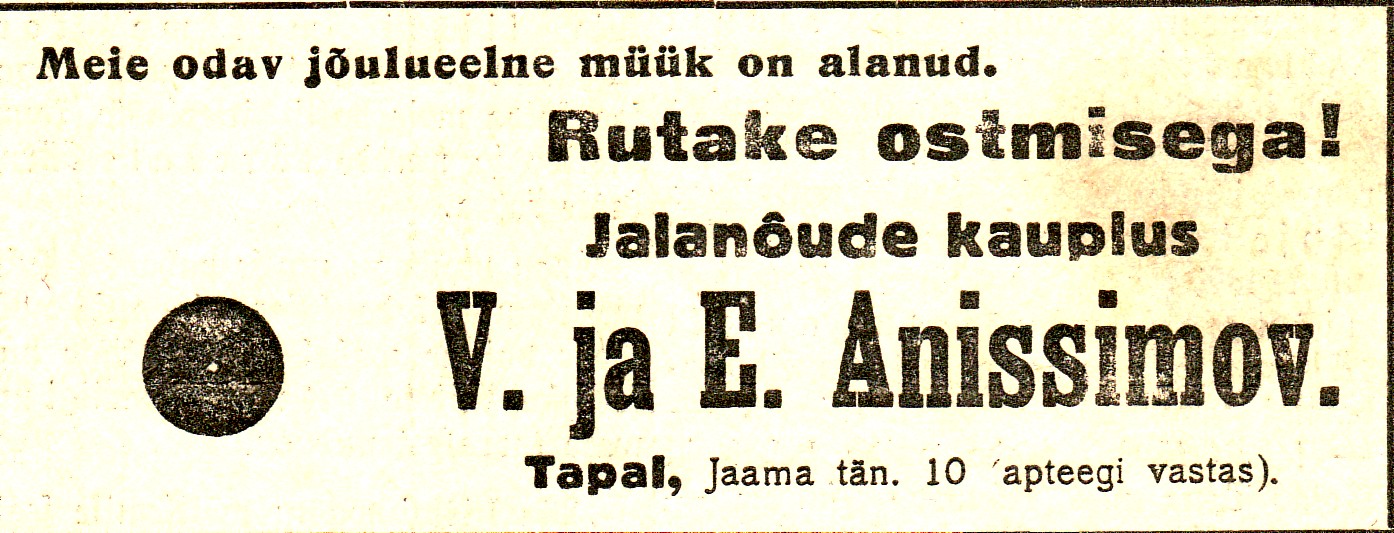 Meie odav jõulueelne müük on alanud.
Rutake ostmisega!
Jalanôude kauplus
V. ja E. Anissimov.
Tapal, Jaama tän. 10 ´apteegi vastas).